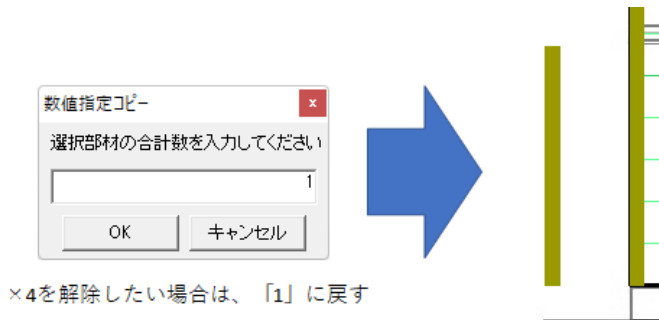 数値指定コピー
x
選択部材の合計数を入力してください
1
OK
キャンセル
×4を解除したい場合は、「1」に戻す